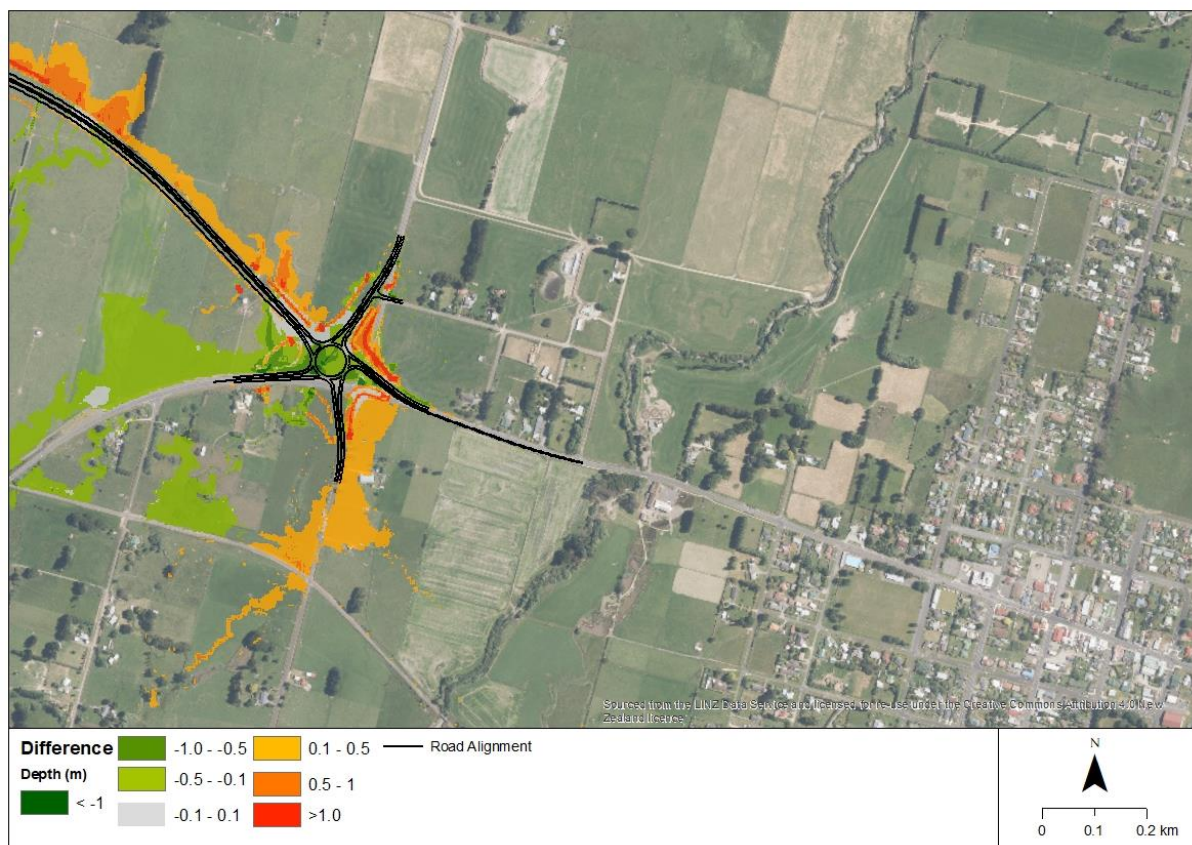 Sourced from the LINZ Data Service and licensed for re-use under the Creative Commons Attribution 4.0 New
Zealand licence
Difference
Depth (m)
< -1
-1.0 - -0.5
-0.5 - -0.1
-0.1 - 0.1
0.1 - 0.5
0.5 - 1
>1.0
Road Alignment
N
0 0.1 0.2 km